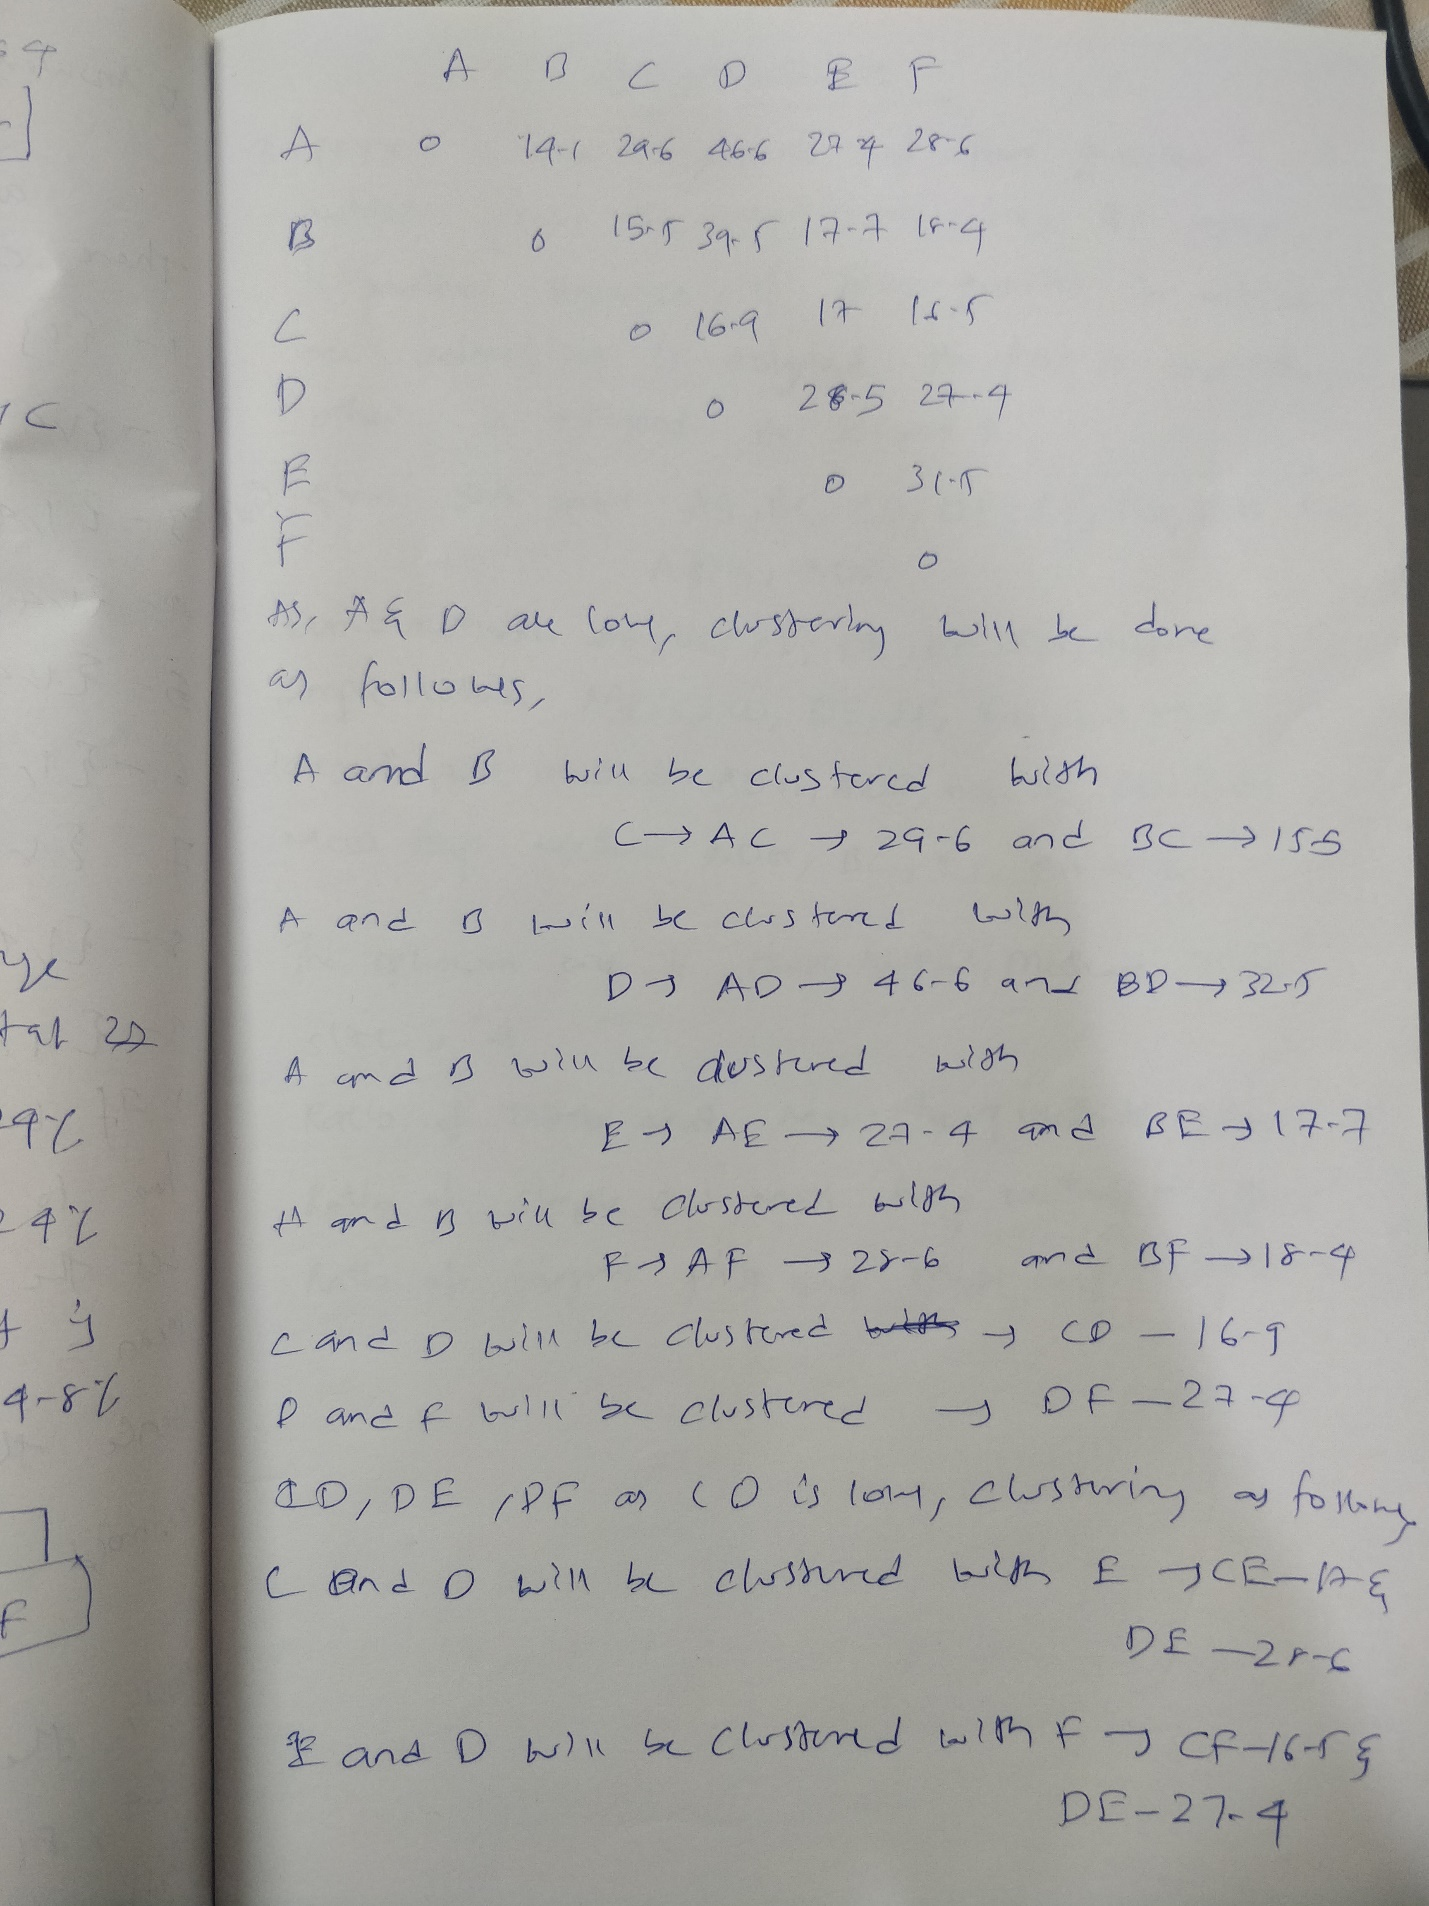 A B C D E F
A 0 14-1 29-6 46-6 27-4 28-6
B 0 15-5 39-5 17-7 18-4
C 0 16-9 17 16-5
D 0 28-5 27-4
E 0 31-5
F 0
As, A & D are low, clustering will be done
as follows,
A and B will be clustered with
C → AC → 29-6 and BC → 15-5
A and B will be clustered with
D → AD → 46-6 and BD → 32-5
A and B will be clustered with
E → AE → 27-4 and BE → 17-7
A and B will be clustered with
F → AF → 28-6 and BF → 18-4
C and D will be clustered → CD - 16-9
D and F will be clustered → DF - 27-4
CD, DE, DF as CD is low, clustering as follows
C and D will be clustered with E → CE - 17 &
DE - 28-6
E and D will be clustered with F → CF - 16-5 &
DE - 27-4
64
C
tat
29%
24%
4-8%
F